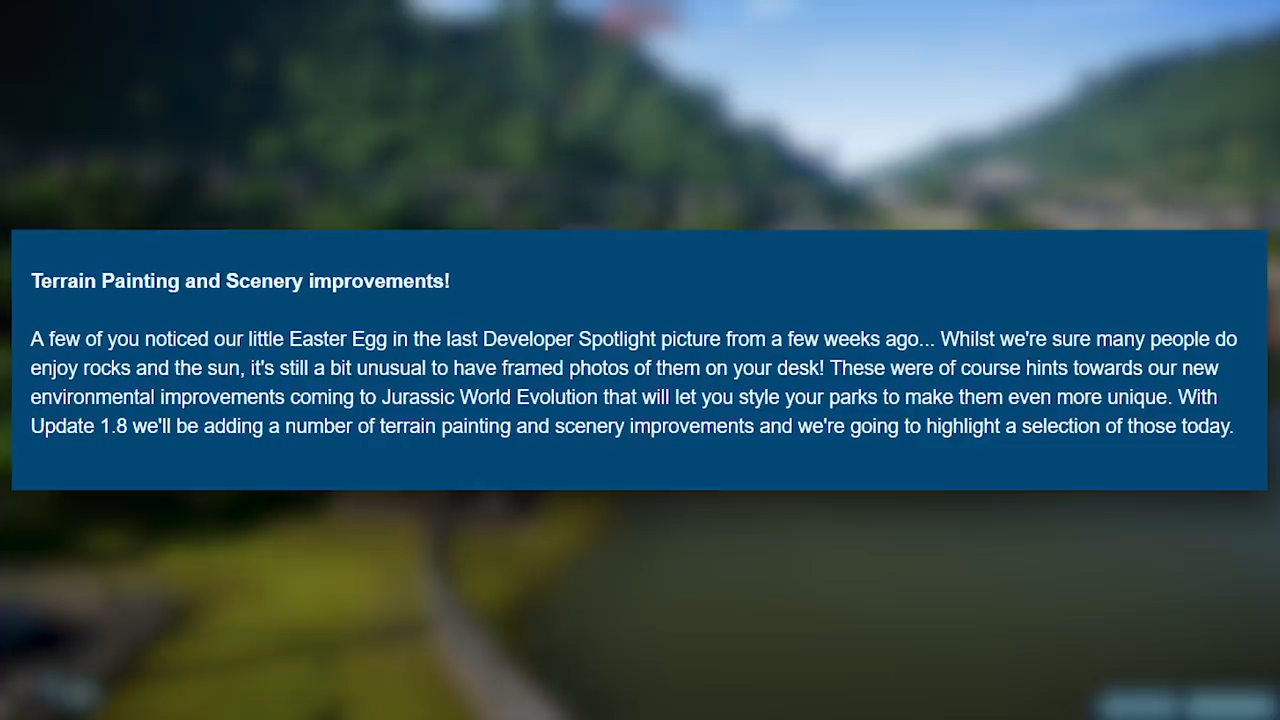 Terrain Painting and Scenery improvements!
A few of you noticed our little Easter Egg in the last Developer Spotlight picture from a few weeks ago... Whilst we're sure many people do
enjoy rocks and the sun, it's still a bit unusual to have framed photos of them on your desk! These were of course hints towards our new
environmental improvements coming to Jurassic World Evolution that will let you style your parks to make them even more unique. With
Update 1.8 we'll be adding a number of terrain painting and scenery improvements and we're going to highlight a selection of those today.